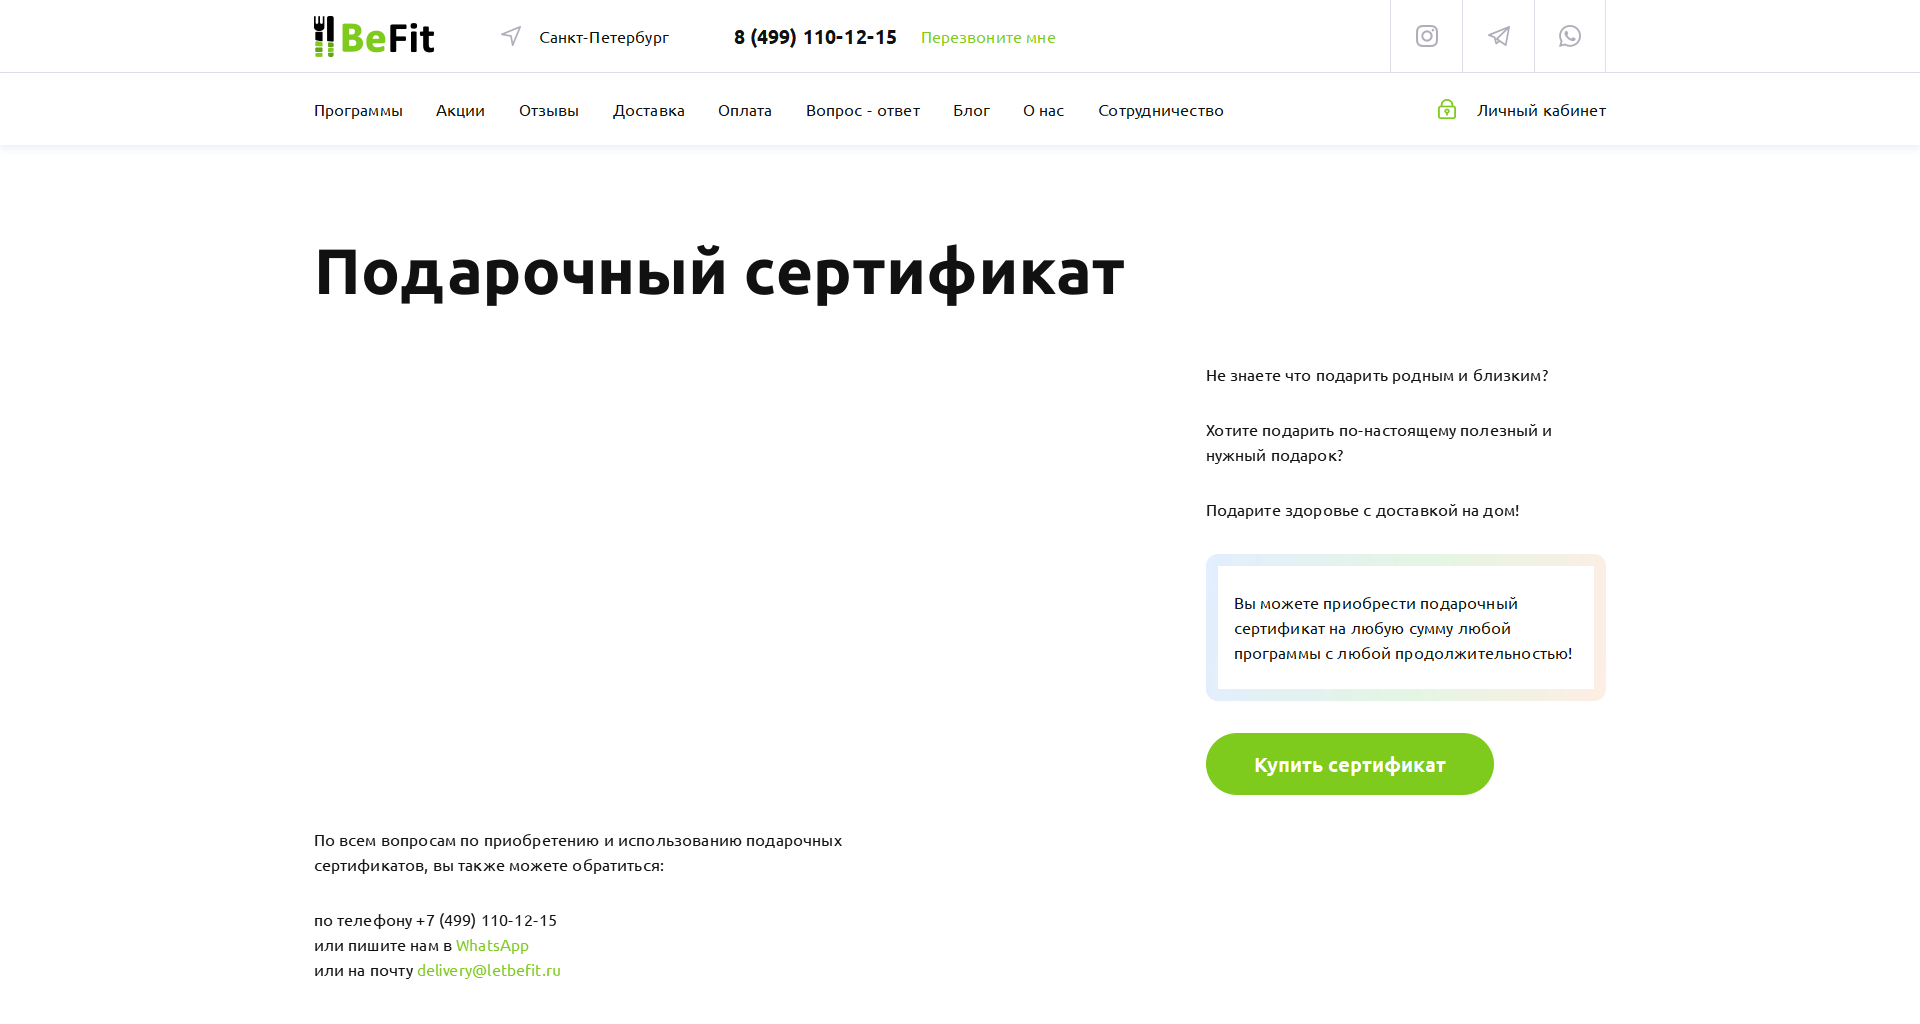 BeFit
Санкт-Петербург
8 (499) 110-12-15
Перезвоните мне
Программы
Акции
Отзывы
Доставка
Оплата
Вопрос - ответ
Блог
О нас
Сотрудничество
Личный кабинет
Подарочный сертификат
Не знаете что подарить родным и близким?
Хотите подарить по-настоящему полезный и
нужный подарок?
Подарите здоровье с доставкой на дом!
Вы можете приобрести подарочный
сертификат на любую сумму любой
программы с любой продолжительностью!
Купить сертификат
По всем вопросам по приобретению и использованию подарочных
сертификатов, вы также можете обратиться:
по телефону +7 (499) 110-12-15
или пишите нам в WhatsApp
или на почту delivery@letbefit.ru